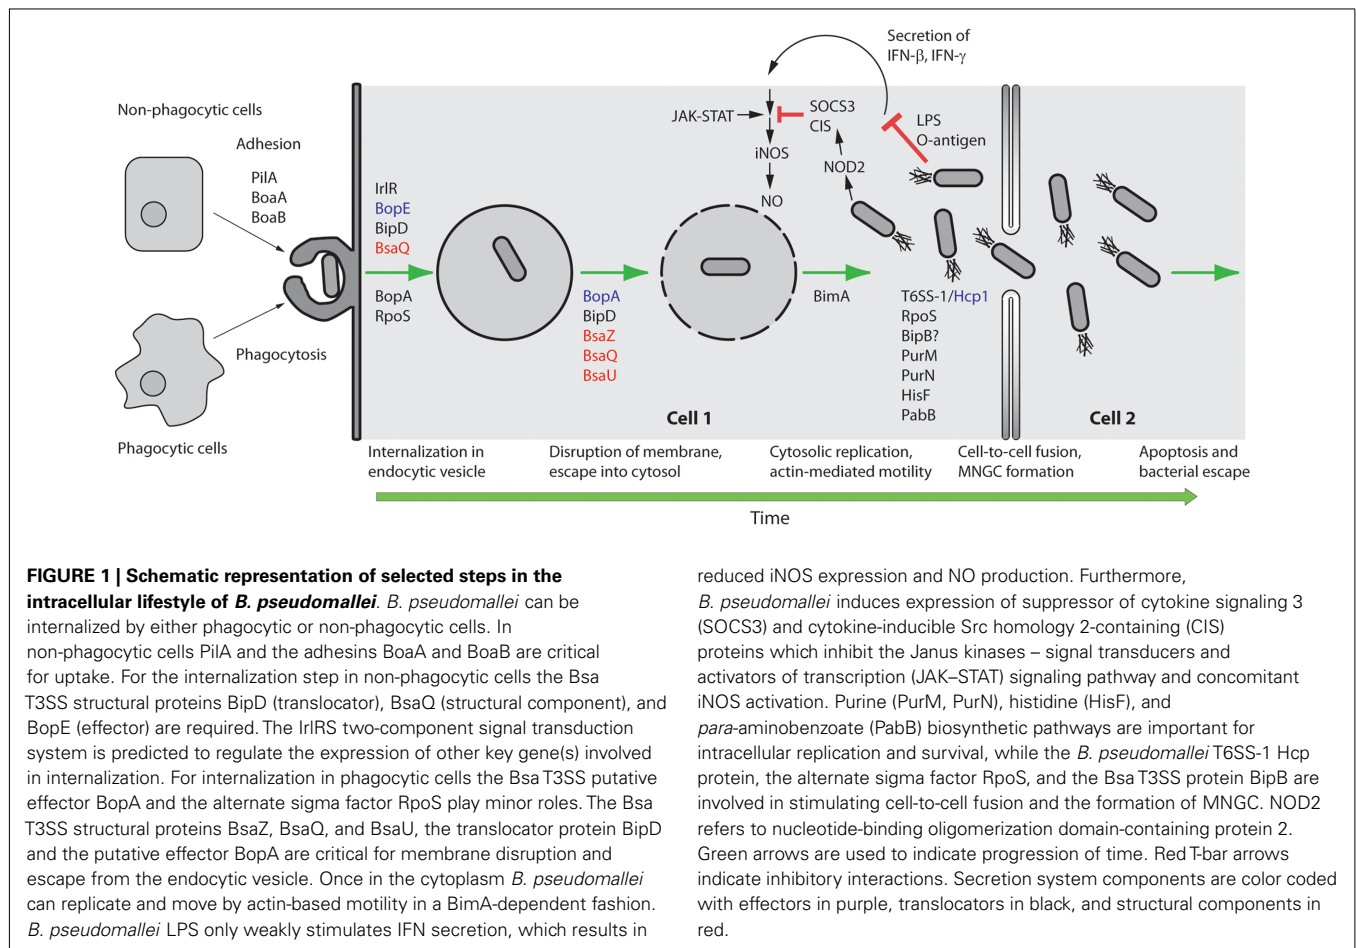 Secretion of
IFN-β, IFN-γ
Non-phagocytic cells
Adhesion
PilA
BoaA
BoaB
Phagocytosis
Phagocytic cells
IrlR
BopE
BipD
BsaQ
BopA
RpoS
BopA
BipD
BsaZ
BsaQ
BsaU
JAK-STAT
SOCS3
CIS
iNOS
NOD2
NO
LPS
O-antigen
BimA
T6SS-1/Hcp1
RpoS
BipB?
PurM
PurN
HisF
PabB
Cell 1
Cell 2
Internalization in
endocytic vesicle
Disruption of membrane,
escape into cytosol
Cytosolic replication,
actin-mediated motility
Cell-to-cell fusion,
MNGC formation
Apoptosis and
bacterial escape
Time
FIGURE 1 | Schematic representation of selected steps in the
intracellular lifestyle of B. pseudomallei. B. pseudomallei can be
internalized by either phagocytic or non-phagocytic cells. In
non-phagocytic cells PilA and the adhesins BoaA and BoaB are critical
for uptake. For the internalization step in non-phagocytic cells the Bsa
T3SS structural proteins BipD (translocator), BsaQ (structural component), and
BopE (effector) are required. The IrlRS two-component signal transduction
system is predicted to regulate the expression of other key gene(s) involved
in internalization. For internalization in phagocytic cells the Bsa T3SS putative
effector BopA and the alternate sigma factor RpoS play minor roles. The Bsa
T3SS structural proteins BsaZ, BsaQ, and BsaU, the translocator protein BipD
and the putative effector BopA are critical for membrane disruption and
escape from the endocytic vesicle. Once in the cytoplasm B. pseudomallei
can replicate and move by actin-based motility in a BimA-dependent fashion.
B. pseudomallei LPS only weakly stimulates IFN secretion, which results in
reduced iNOS expression and NO production. Furthermore,
B. pseudomallei induces expression of suppressor of cytokine signaling 3
(SOCS3) and cytokine-inducible Src homology 2-containing (CIS)
proteins which inhibit the Janus kinases – signal transducers and
activators of transcription (JAK–STAT) signaling pathway and concomitant
iNOS activation. Purine (PurM, PurN), histidine (HisF), and
para-aminobenzoate (PabB) biosynthetic pathways are important for
intracellular replication and survival, while the B. pseudomallei T6SS-1 Hcp
protein, the alternate sigma factor RpoS, and the Bsa T3SS protein BipB are
involved in stimulating cell-to-cell fusion and the formation of MNGC. NOD2
refers to nucleotide-binding oligomerization domain-containing protein 2.
Green arrows are used to indicate progression of time. Red T-bar arrows
indicate inhibitory interactions. Secretion system components are color coded
with effectors in purple, translocators in black, and structural components in
red.